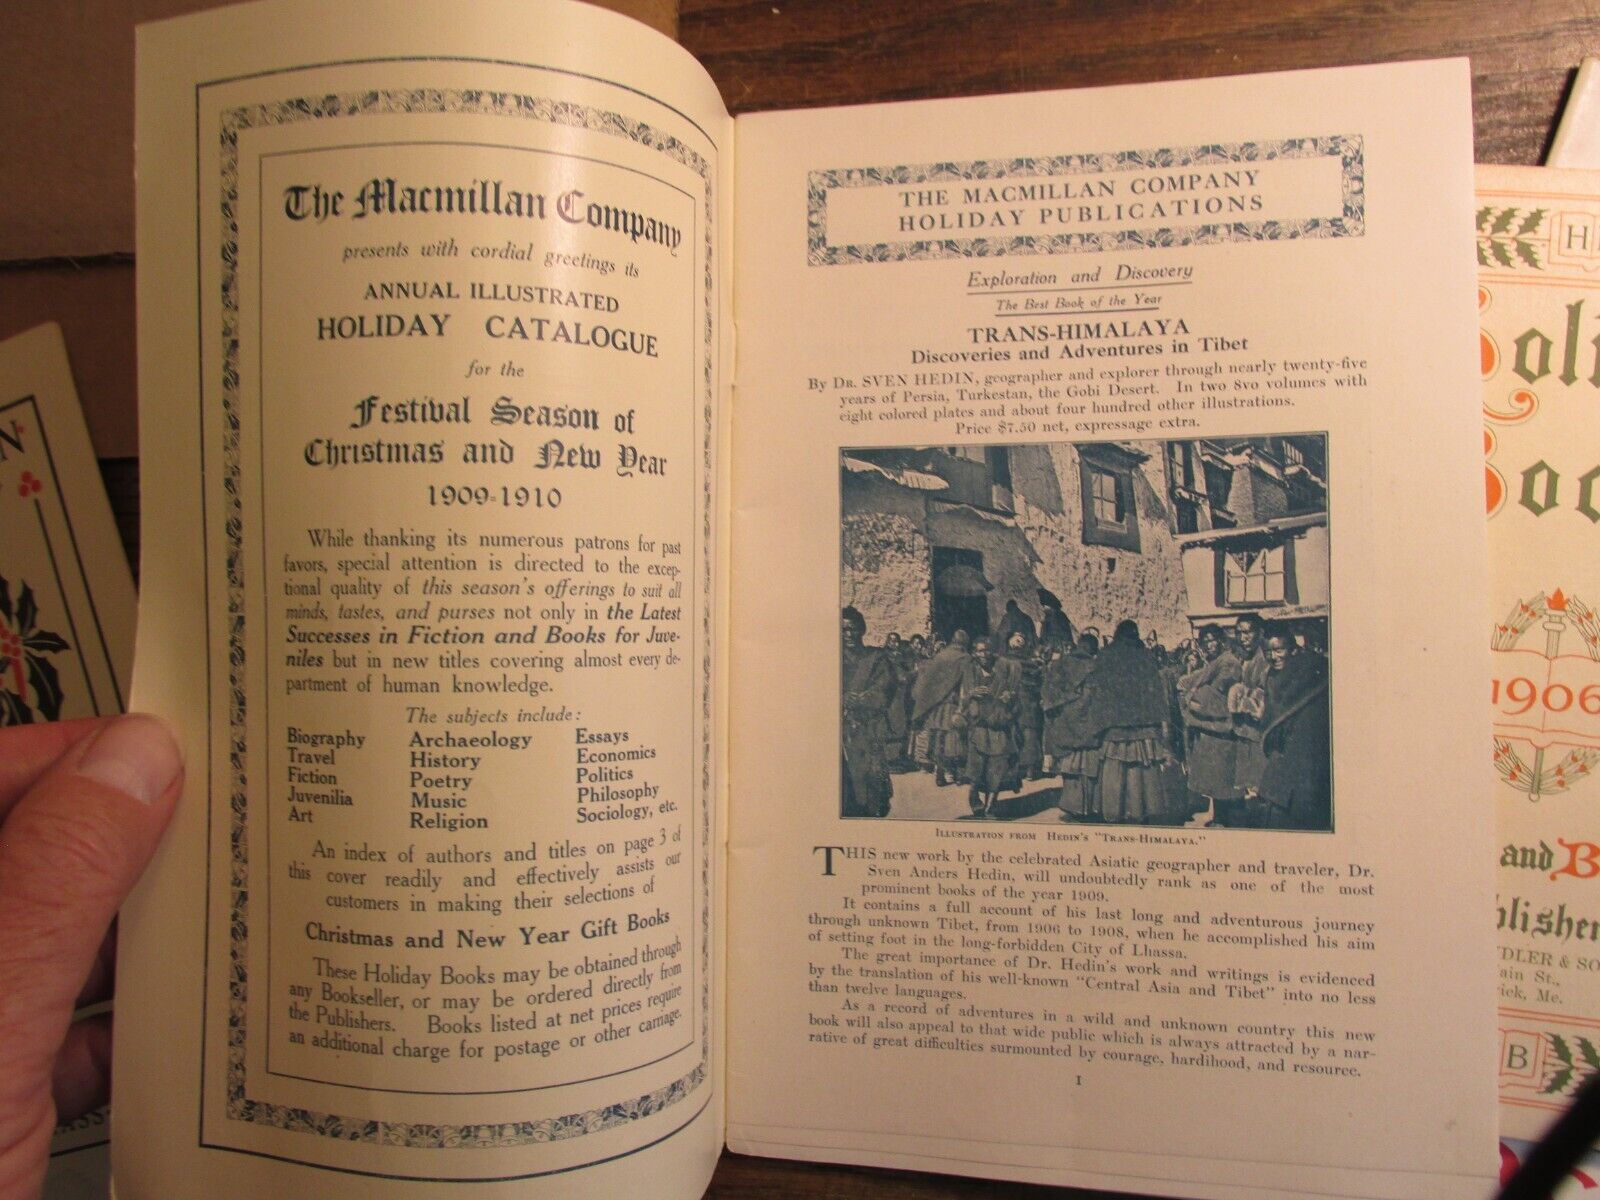 The Macmillan Company
presents with cordial greetings its
ANNUAL ILLUSTRATED
HOLIDAY CATALOGUE
for the
Festival Season of
Christmas and New Year
1909-1910
While thanking its numerous patrons for past
favors, special attention is directed to the excep-
tional quality of this season's offerings to suit all
minds, tastes, and purses not only in the Latest
Successes in Fiction and Books for Juve-
niles but in new titles covering almost every de-
partment of human knowledge.
The subjects include:
Biography Archaeology Essays
Travel History Economics
Fiction Poetry Politics
Juvenilia Music Philosophy
Art Religion Sociology, etc.
An index of authors and titles on page 3 of
this cover readily and effectively assists our
customers in making their selections of
Christmas and New Year Gift Books
These Holiday Books may be obtained through
any Bookseller, or may be ordered directly from
the Publishers. Books listed at net prices require
an additional charge for postage or other carriage.
THE MACMILLAN COMPANY
HOLIDAY PUBLICATIONS
Exploration and Discovery
The Best Book of the Year
TRANS-HIMALAYA
Discoveries and Adventures in Tibet
By DR. SVEN HEDIN, geographer and explorer through nearly twenty-five
years of Persia, Turkestan, the Gobi Desert. In two 8vo volumes with
eight colored plates and about four hundred other illustrations.
Price $7.50 net, expressage extra.
ILLUSTRATION FROM HEDIN'S "TRANS-HIMALAYA."
THIS new work by the celebrated Asiatic geographer and traveler, Dr.
Sven Anders Hedin, will undoubtedly rank as one of the most
prominent books of the year 1909.
It contains a full account of his last long and adventurous journey
through unknown Tibet, from 1906 to 1908, when he accomplished his aim
of setting foot in the long-forbidden City of Lhassa.
The great importance of Dr. Hedin's work and writings is evidenced
by the translation of his well-known "Central Asia and Tibet" into no less
than twelve languages.
As a record of adventures in a wild and unknown country this new
book will also appeal to that wide public which is always attracted by a nar-
rative of great difficulties surmounted by courage, hardihood, and resource.
1
H
Holi
Boo
1906
and B
blisher
DLER & SO
ain St.,
ick, Me.
B
N